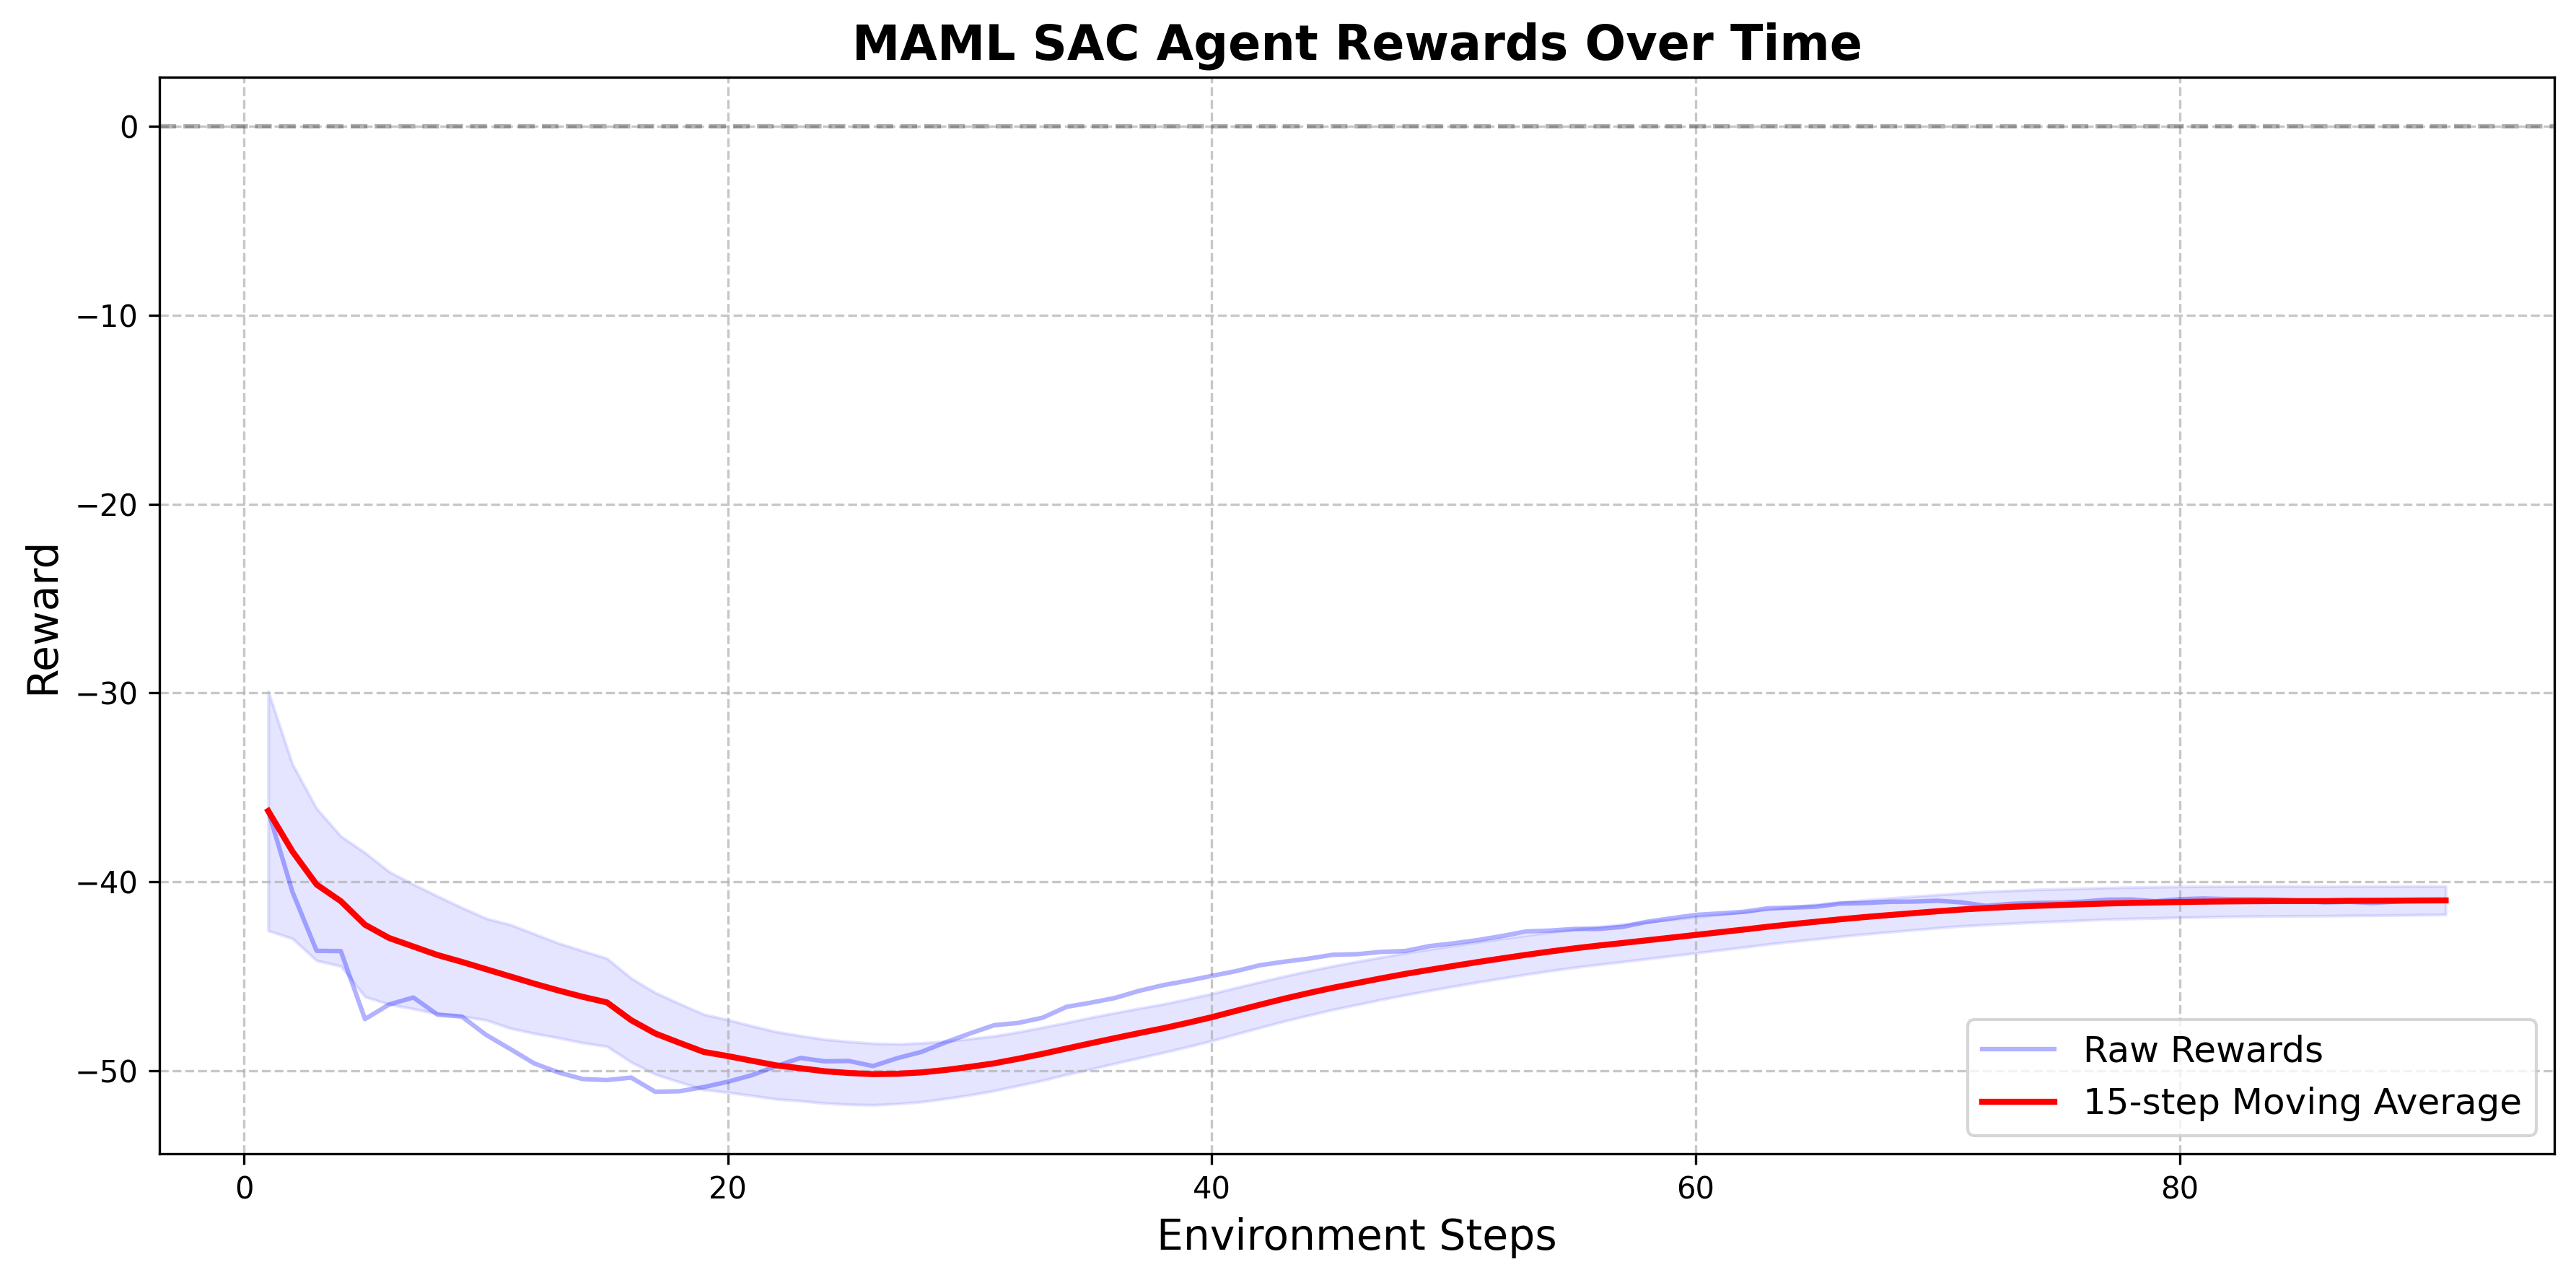 MAML SAC Agent Rewards Over Time
Reward
0
−10
−20
−30
−40
−50
0 20 40 60 80
Environment Steps
Raw Rewards
15-step Moving Average